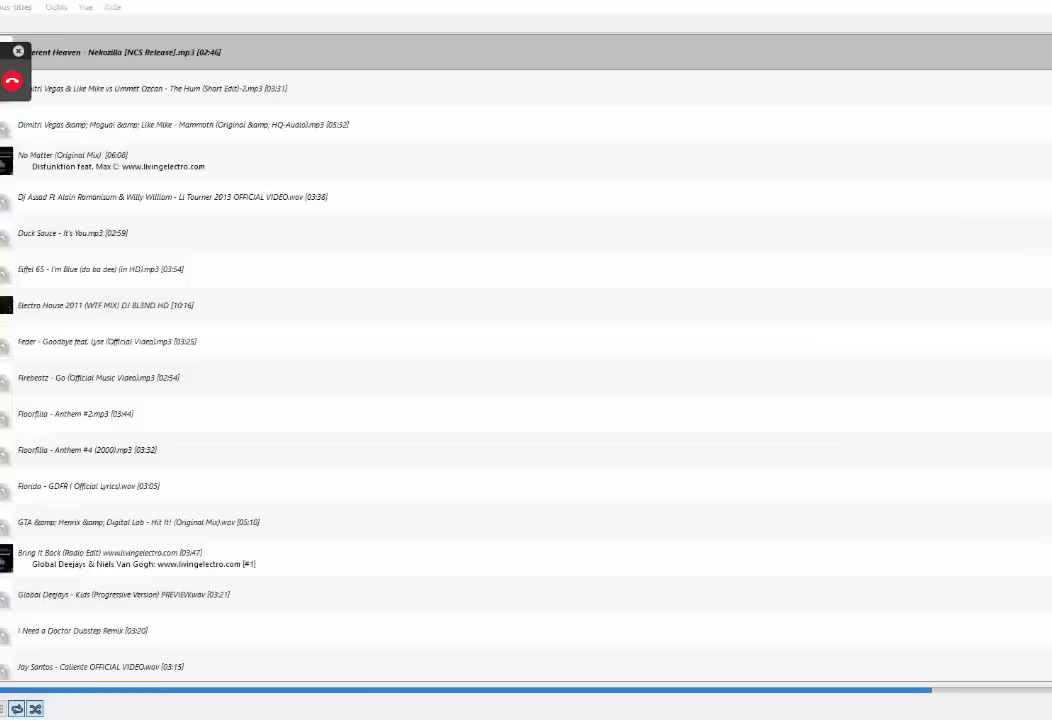 Outils Vue Aide
Heaven - Nekozilla [NCS Release].mp3 [02:46]
Vegas & Like Mike vs Ummet Ozcan - The Hum (Short Edit)-2.mp3 [03:31]
Dimitri Vegas &amp; Moguai &amp; Like Mike - Mammoth (Original &amp; HQ-Audio).mp3 [05:32]
No Matter (Original Mix) [06:08]
Disfunktion feat. Max C: www.livingelectro.com
Dj Assad Ft Alain Ramanisum & Willy William - Li Tourner 2013 OFFICIAL VIDEO.wav [03:38]
Duck Sauce - It's You.mp3 [02:59]
Eiffel 65 - I'm Blue (da ba dee) (in HD).mp3 [03:54]
Electro House 2011 (WTF MIX) DJ BL3ND HD [10:16]
Feder - Goodbye feat. Lyse (Official Video).mp3 [03:25]
Firebeatz - Go (Official Music Video).mp3 [02:54]
Floorfilla - Anthem #2.mp3 [03:44]
Floorfilla - Anthem #4 (2000).mp3 [03:32]
Florida - GDFR ( Official Lyrics).wav [03:05]
GTA &amp; Henrix &amp; Digital Lab - Hit It! (Original Mix).wav [05:10]
Bring It Back (Radio Edit) www.livingelectro.com [03:47]
Global Deejays & Niels Van Gogh: www.livingelectro.com [#1]
Global Deejays - Kids (Progressive Version) PREVIEW.wav [03:21]
I Need a Doctor Dubstep Remix [03:20]
Jay Santos - Caliente OFFICIAL VIDEO.wav [03:15]